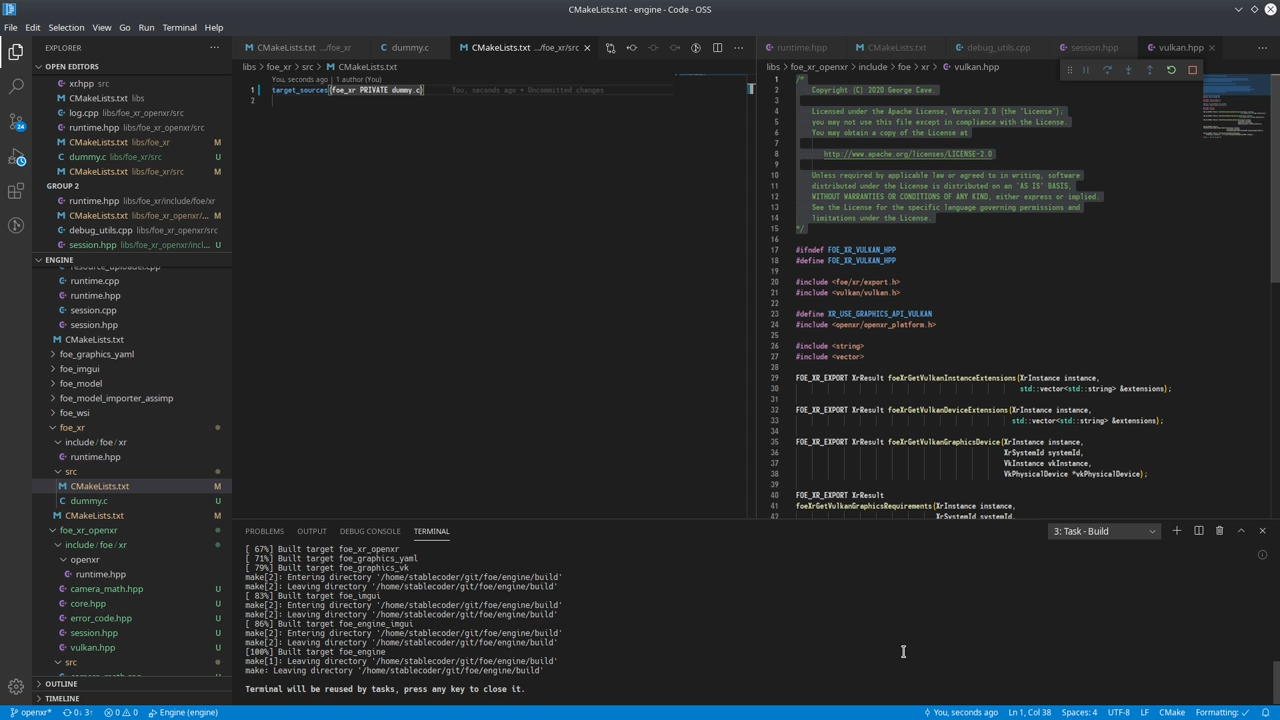 CMakeLists.txt - engine - Code - OSS
File Edit Selection View Go Run Terminal Help
EXPLORER
OPEN EDITORS
xr.hpp
CMakeLists.txt libs
log.cpp libs/foe_xr_openxr/src
runtime.hpp libs/foe_xr_openxr/src
CMakeLists.txt libs/foe_xr M
dummy.c libs/foe_xr/src U
CMakeLists.txt libs/foe_xr/src M
GROUP 2
runtime.hpp libs/foe_xr/include/foe/xr
CMakeLists.txt libs/foe_xr_openxr/... M
debug_utils.cpp libs/foe_xr_openxr/src
session.hpp libs/foe_xr_openxr/incl... U
ENGINE
resource_uploader.cpp
runtime.cpp
runtime.hpp
session.cpp
session.hpp
CMakeLists.txt
foe_graphics_yaml
foe_imgui
foe_model
foe_model_importer_assimp
foe_wsi
foe_xr
include / foe / xr
runtime.hpp
src
CMakeLists.txt M
dummy.c U
CMakeLists.txt M
foe_xr_openxr
include / foe / xr
openxr
runtime.hpp
camera_math.hpp U
core.hpp U
error_code.hpp U
session.hpp U
vulkan.hpp U
src
OUTLINE
TIMELINE
24
CMakeLists.txt .../foe_xr
dummy.c
CMakeLists.txt .../foe_xr/src
libs > foe_xr > src > CMakeLists.txt
You, seconds ago | 1 author (You)
1 target_sources(foe_xr PRIVATE dummy.c) You, seconds ago • Uncommitted changes
2
runtime.hpp
CMakeLists.txt
debug_utils.cpp
session.hpp
vulkan.hpp
libs > foe_xr_openxr > include > foe > xr > vulkan.hpp
1 /*
2 Copyright (C) 2020 George Cave.
3
4 Licensed under the Apache License, Version 2.0 (the "License");
5 you may not use this file except in compliance with the License.
6 You may obtain a copy of the License at
7
8 http://www.apache.org/licenses/LICENSE-2.0
9
10 Unless required by applicable law or agreed to in writing, software
11 distributed under the License is distributed on an "AS IS" BASIS,
12 WITHOUT WARRANTIES OR CONDITIONS OF ANY KIND, either express or implied.
13 See the License for the specific language governing permissions and
14 limitations under the License.
15 */
16
17 #ifndef FOE_XR_VULKAN_HPP
18 #define FOE_XR_VULKAN_HPP
19
20 #include <foe/xr/export.h>
21 #include <vulkan/vulkan.h>
22
23 #define XR_USE_GRAPHICS_API_VULKAN
24 #include <openxr/openxr_platform.h>
25
26 #include <string>
27 #include <vector>
28
29 FOE_XR_EXPORT XrResult foeXrGetVulkanInstanceExtensions(XrInstance instance,
30 std::vector<std::string> &extensions);
31
32 FOE_XR_EXPORT XrResult foeXrGetVulkanDeviceExtensions(XrInstance instance,
33 std::vector<std::string> &extensions);
34
35 FOE_XR_EXPORT XrResult foeXrGetVulkanGraphicsDevice(XrInstance instance,
36 XrSystemId systemId,
37 VkInstance vkInstance,
38 VkPhysicalDevice *vkPhysicalDevice);
39
40 FOE_XR_EXPORT XrResult
41 foeXrGetVulkanGraphicsRequirements(XrInstance instance,
42 XrSystemId systemId,
PROBLEMS OUTPUT DEBUG CONSOLE TERMINAL
3: Task - Build
[ 67%] Built target foe_xr_openxr
[ 71%] Built target foe_graphics_yaml
[ 79%] Built target foe_graphics_vk
make[2]: Entering directory '/home/stablecoder/git/foe/engine/build'
make[2]: Leaving directory '/home/stablecoder/git/foe/engine/build'
[ 83%] Built target foe_imgui
make[2]: Entering directory '/home/stablecoder/git/foe/engine/build'
make[2]: Leaving directory '/home/stablecoder/git/foe/engine/build'
[ 86%] Built target foe_engine_imgui
make[2]: Entering directory '/home/stablecoder/git/foe/engine/build'
make[2]: Leaving directory '/home/stablecoder/git/foe/engine/build'
[100%] Built target foe_engine
make[1]: Leaving directory '/home/stablecoder/git/foe/engine/build'
make: Leaving directory '/home/stablecoder/git/foe/engine/build'
Terminal will be reused by tasks, press any key to close it.
openxr* 0↓ 3↑ 0 0 Engine (engine)
You, seconds ago Ln 1, Col 38 Spaces: 4 UTF-8 LF CMake Formatting: ✓